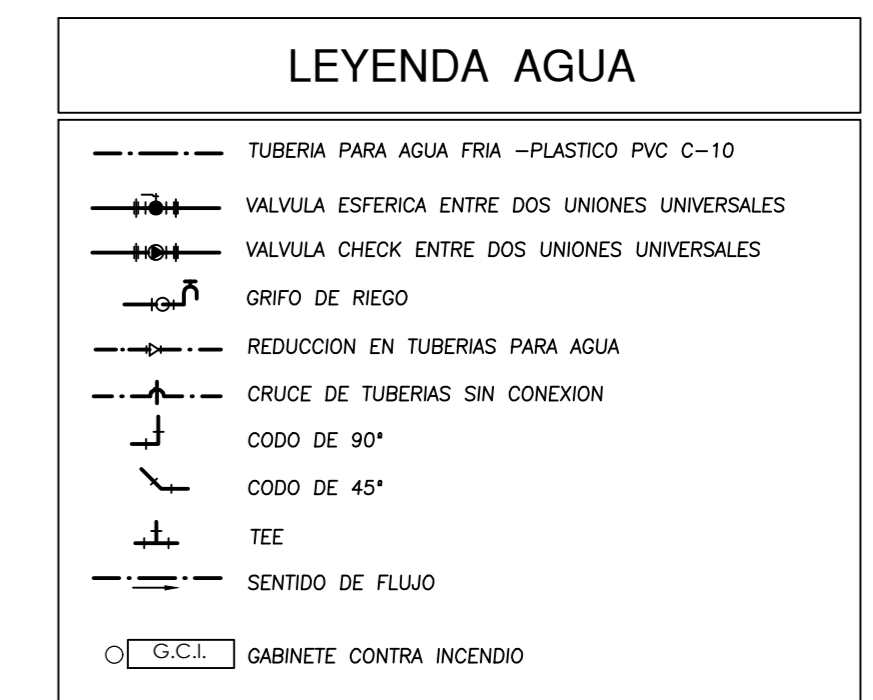 LEYENDA AGUA
TUBERIA PARA AGUA FRIA -PLASTICO PVC C-10
VALVULA ESFERICA ENTRE DOS UNIONES UNIVERSALES
VALVULA CHECK ENTRE DOS UNIONES UNIVERSALES
GRIFO DE RIEGO
REDUCCION EN TUBERIAS PARA AGUA
CRUCE DE TUBERIAS SIN CONEXION
CODO DE 90ª
CODO DE 45ª
TEE
SENTIDO DE FLUJO
G.C.I. GABINETE CONTRA INCENDIO